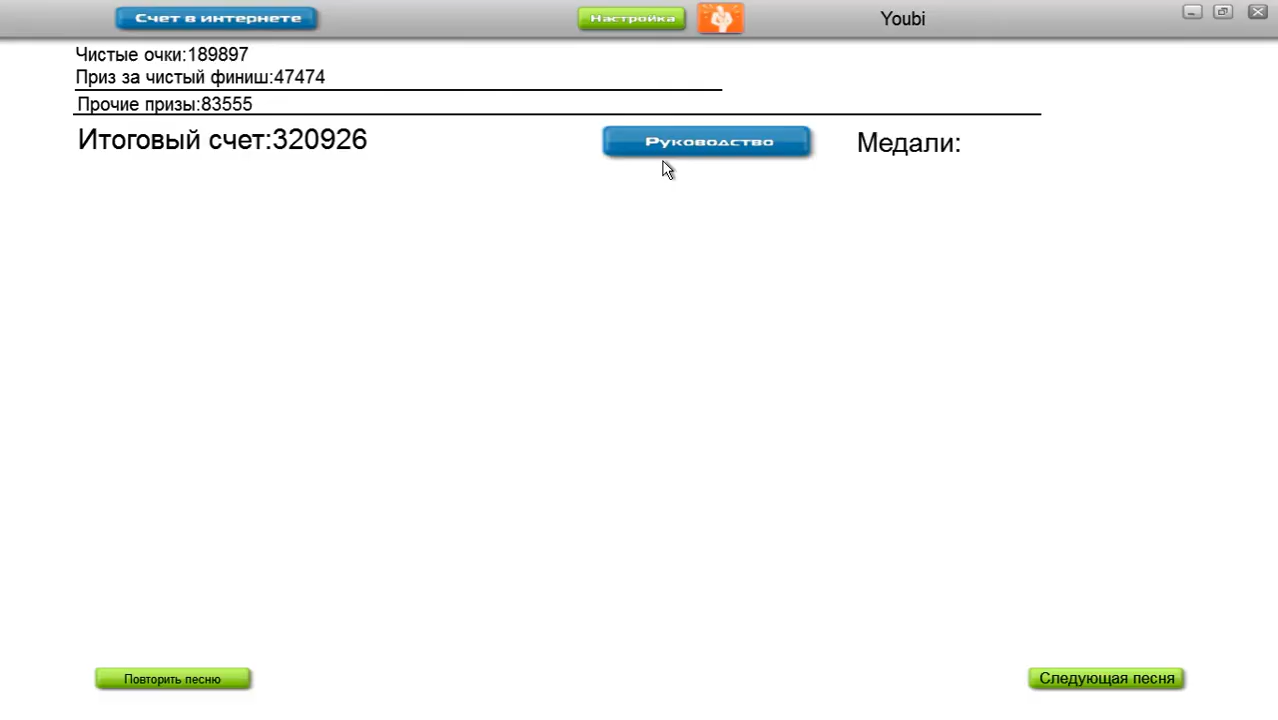 Счет в интернете
Настройка
Youbi
Чистые очки:189897
Приз за чистый финиш:47474
Прочие призы:83555
Итоговый счет:320926
Руководство
Медали:
Повторить песню
Следующая песня